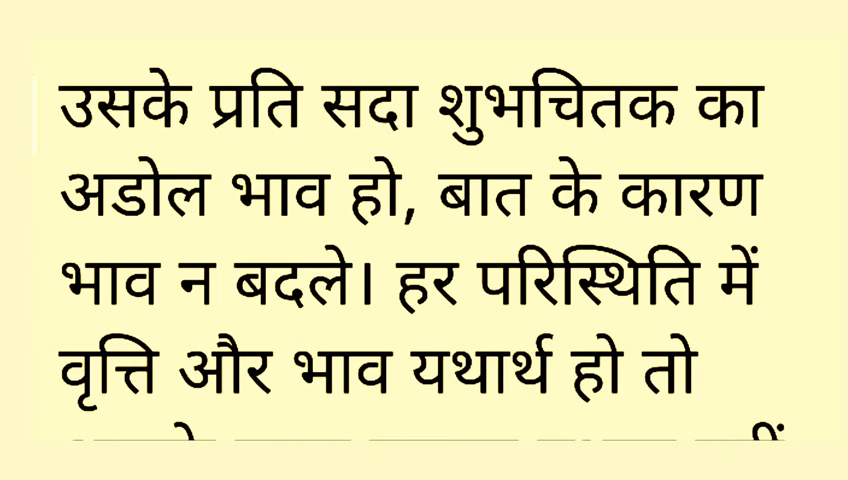 उसके प्रति सदा शुभचितक का
अडोल भाव हो, बात के कारण
भाव न बदले। हर परिस्थिति में
वृत्ति और भाव यथार्थ हो तो